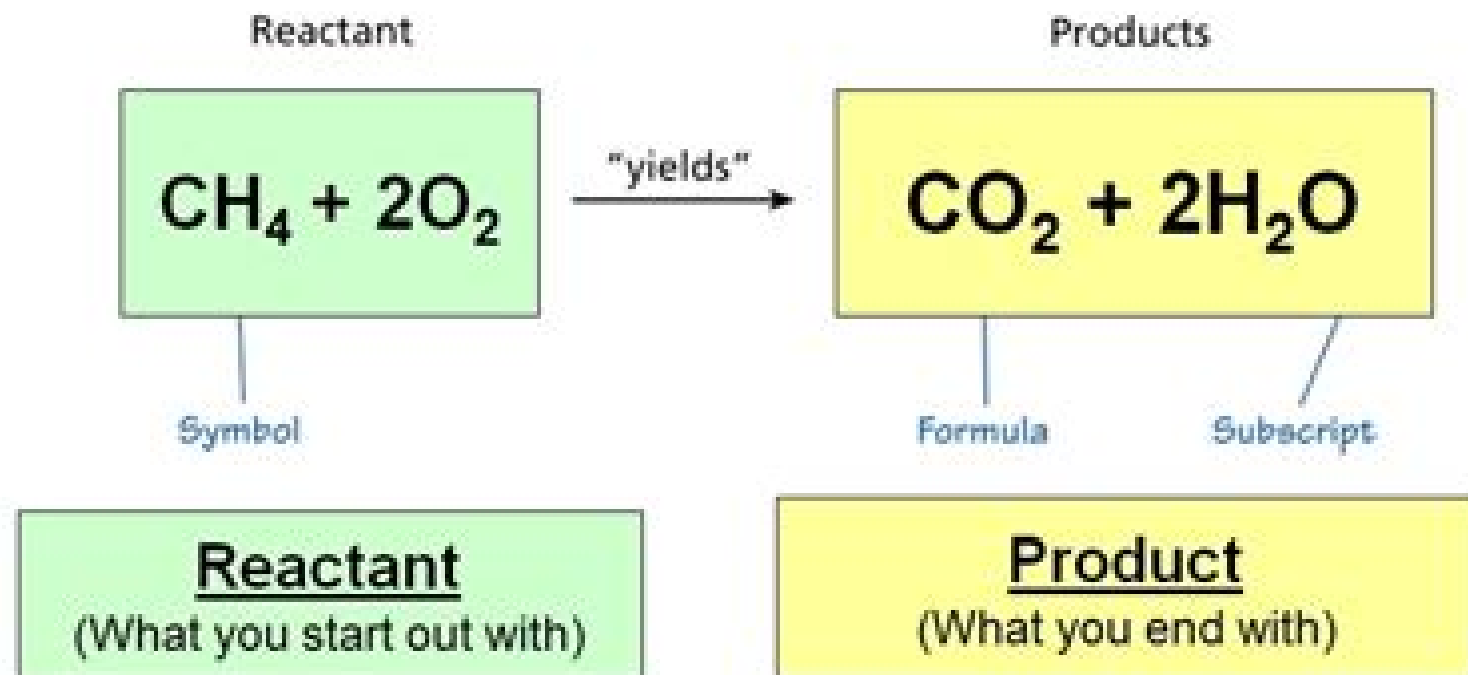 Reactant
Products
CH₄ + 2O₂
"yields"
CO₂ + 2H₂O
Symbol
Formula
Subscript
Reactant
(What you start out with)
Product
(What you end with)